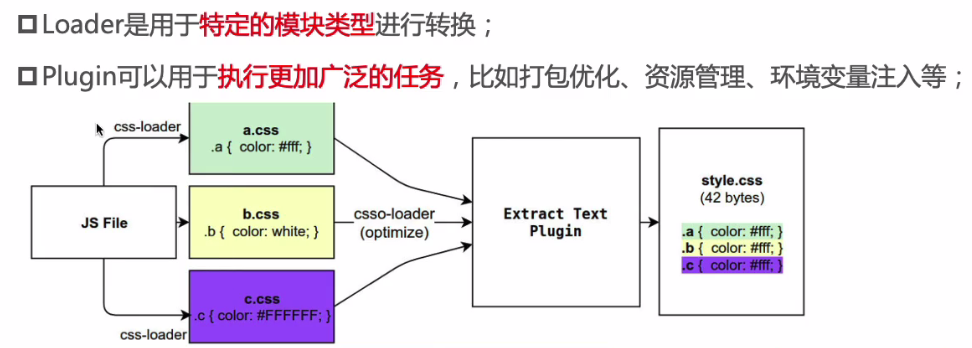 Loader是用于特定的模块类型进行转换；
Plugin可以用于执行更加广泛的任务，比如打包优化、资源管理、环境变量注入等；
css-loader
a.css
.a { color: #fff; }
JS File
b.css
.b { color: white; }
csso-loader
(optimize)
Extract Text
Plugin
style.css
(42 bytes)
.a { color: #fff; }
.b { color: #fff; }
.c { color: #fff; }
c.css
.c { color: #FFFFFF; }
css-loader